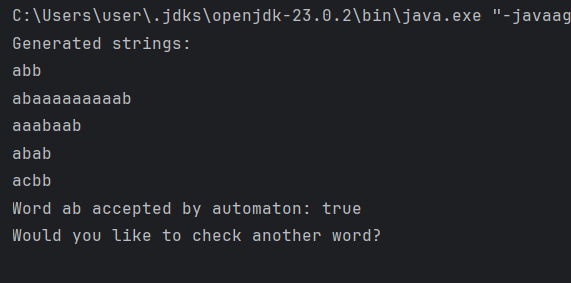 C:\Users\user\.jdks\openjdk-23.0.2\bin\java.exe "-javaag
Generated strings:
abb
abaaaaaaaaab
aaabaab
abab
acbb
Word ab accepted by automaton: true
Would you like to check another word?